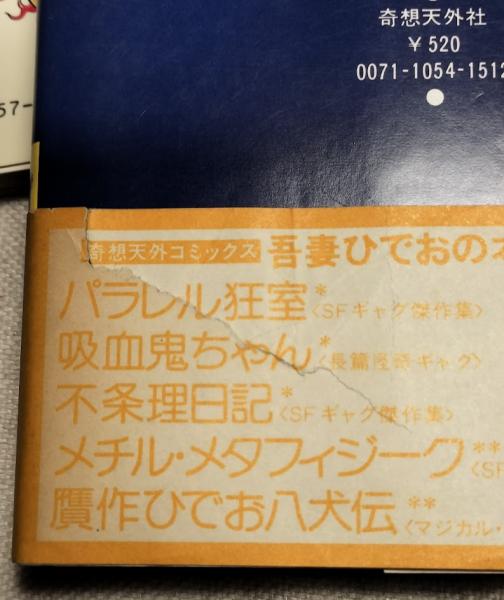 奇想天外社
¥520
0071-1054-1512
57-
奇想天外コミックス 吾妻ひでおの
パラレル狂室*〈SFギャグ傑作集〉
吸血鬼ちゃん*〈長篇怪奇ギャグ〉
不条理日記*〈SFギャグ傑作集〉
メチル・メタフィジーク**〈SF
贋作ひでお八犬伝**〈マジカル・